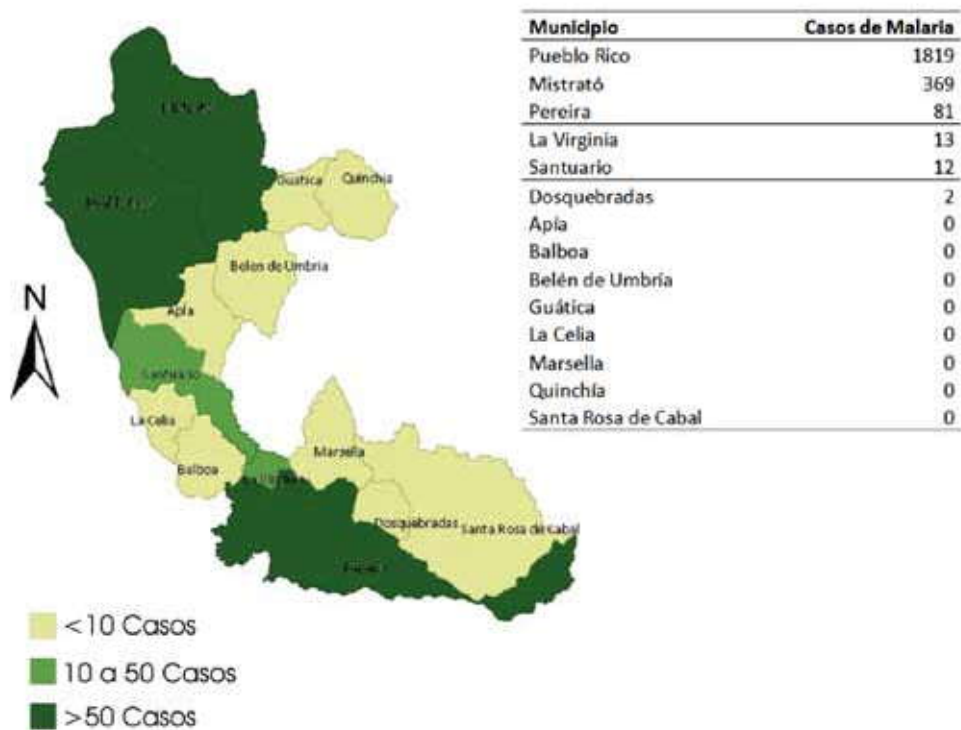 Municipio Casos de Malaria
Pueblo Rico 1819
Mistrató 369
Pereira 81
La Virginia 13
Santuario 12
Dosquebradas 2
Apía 0
Balboa 0
Belén de Umbría 0
Guática 0
La Celia 0
Marsella 0
Quinchía 0
Santa Rosa de Cabal 0
Guatica Quinchia
Belen de Umbria
Apia
N
Santuario
La Celia
Marsella
Balboa
Dosquebradas Santa Rosa de Cabal
<10 Casos
10 a 50 Casos
>50 Casos